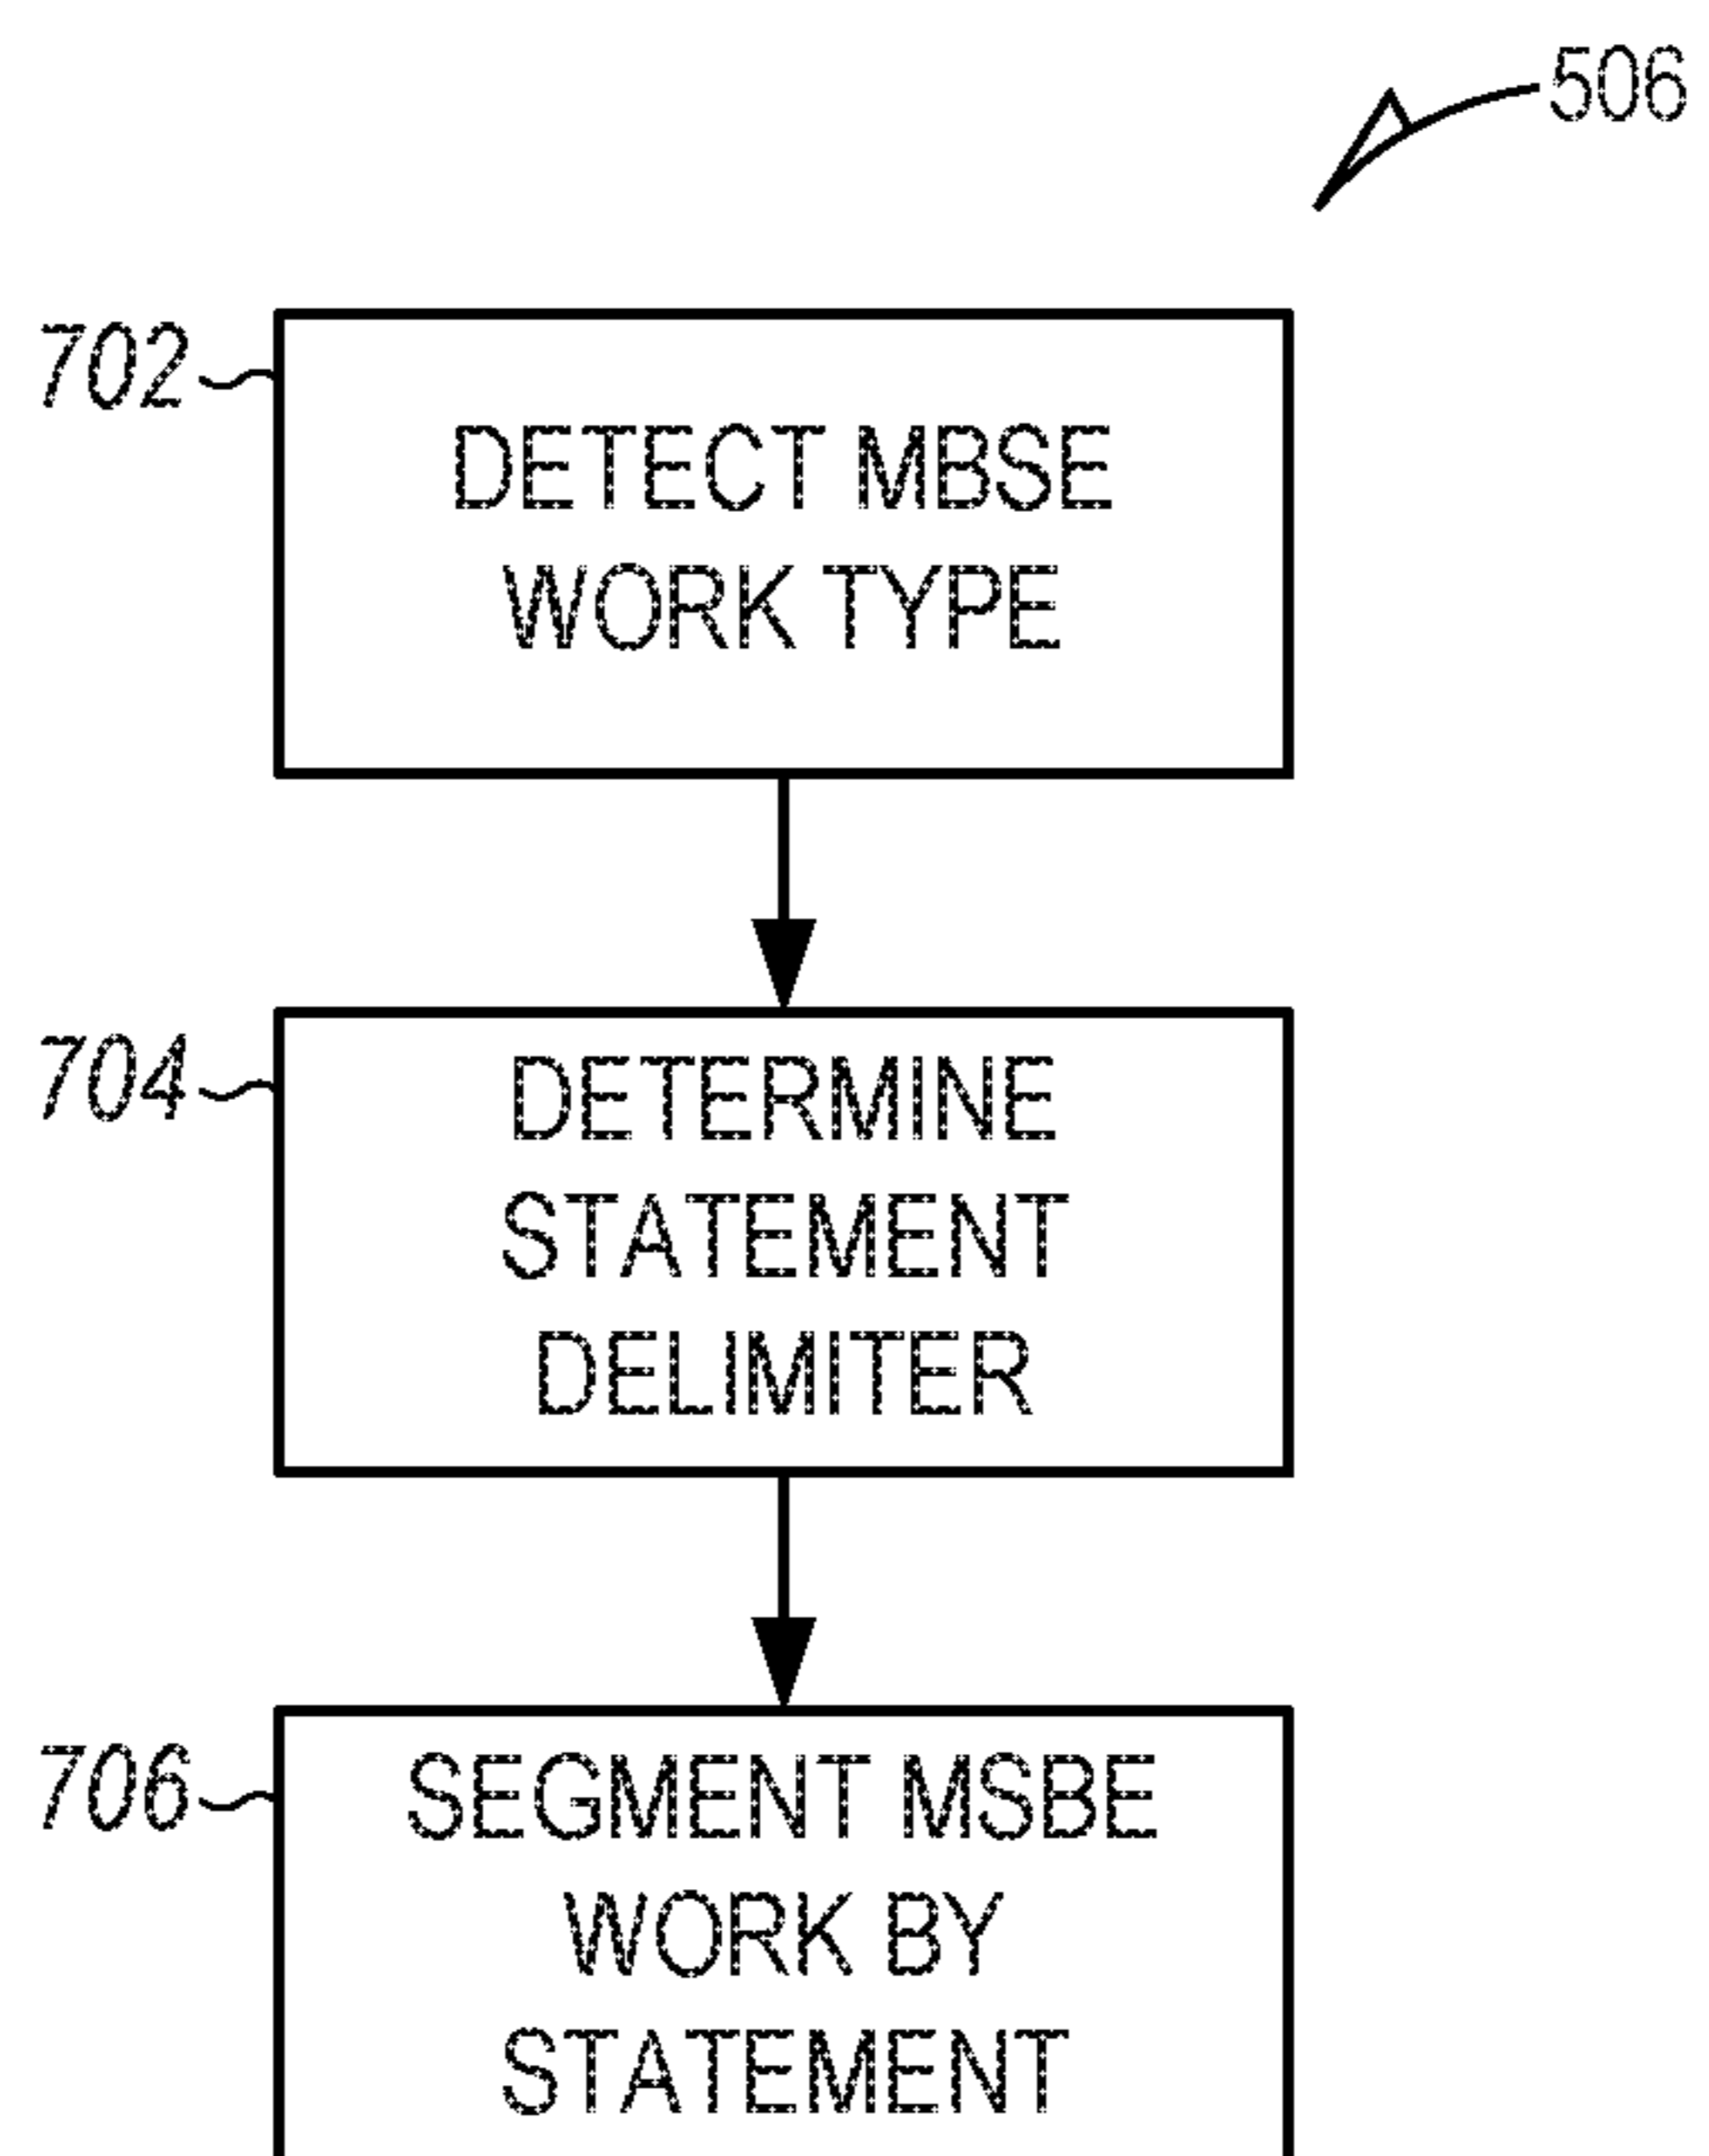 506
702
DETECT MBSE
WORK TYPE
704
DETERMINE
STATEMENT
DELIMITER
706
SEGMENT MSBE
WORK BY
STATEMENT